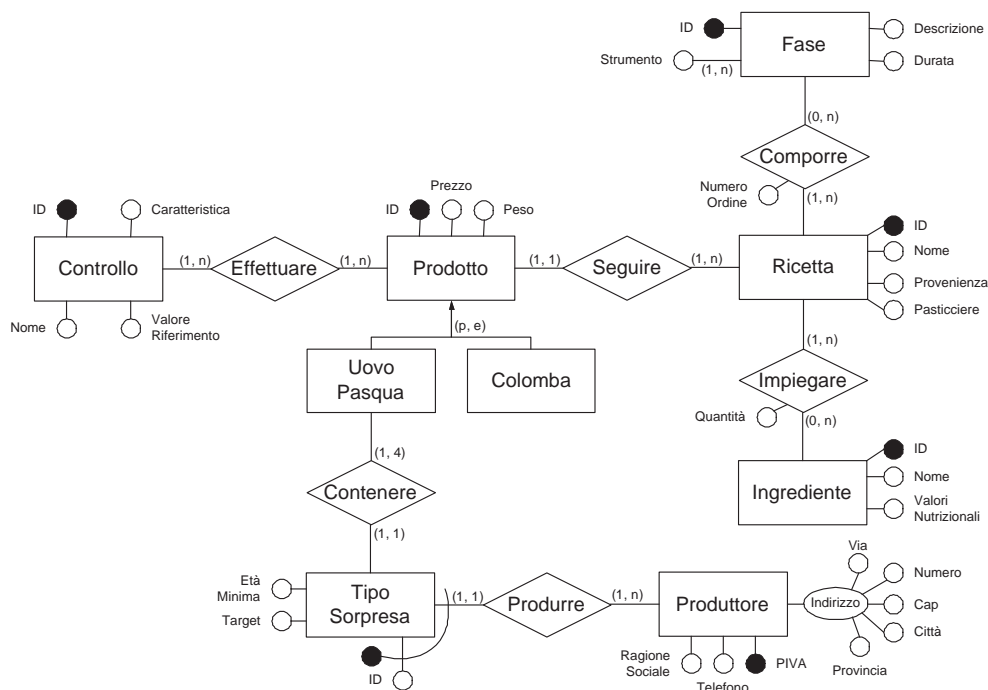 ID
Fase
Descrizione
Strumento
(1, n)
Durata
(0, n)
Comporre
Numero
Ordine
(1, n)
ID
Caratteristica
Controllo
Nome
Valore
Riferimento
(1, n)
Effettuare
(1, n)
ID
Prezzo
Peso
Prodotto
(1, 1)
Seguire
(1, n)
Ricetta
ID
Nome
Provenienza
Pasticciere
(p, e)
Uovo
Pasqua
Colomba
(1, n)
Impiegare
Quantità
(0, n)
Ingrediente
ID
Nome
Valori
Nutrizionali
(1, 4)
Contenere
(1, 1)
Età
Minima
Target
Tipo
Sorpresa
ID
(1, 1)
Produrre
(1, n)
Produttore
Ragione
Sociale
Telefono
PIVA
Indirizzo
Via
Numero
Cap
Città
Provincia